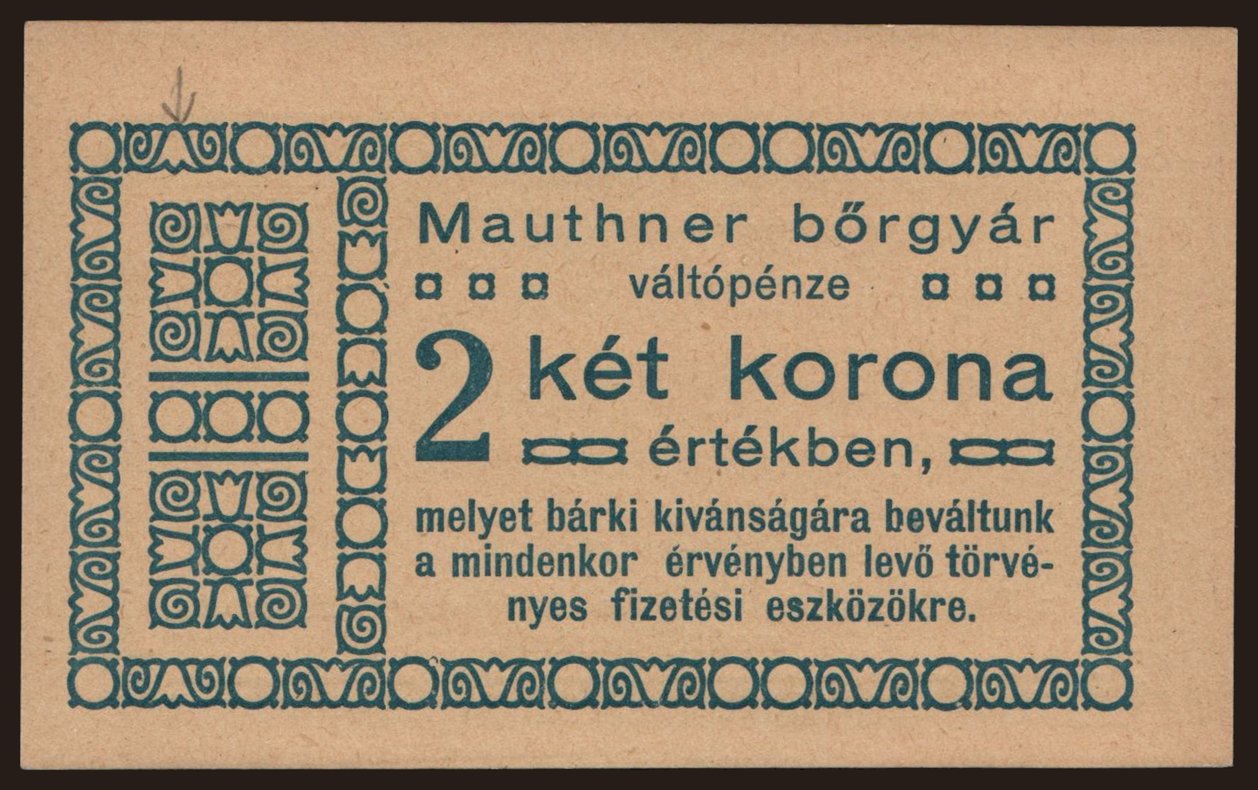 Mauthner bőrgyár
váltópénze
2 két korona
értékben,
melyet bárki kivánságára beváltunk
a mindenkor érvényben levő törvé-
nyes fizetési eszközökre.